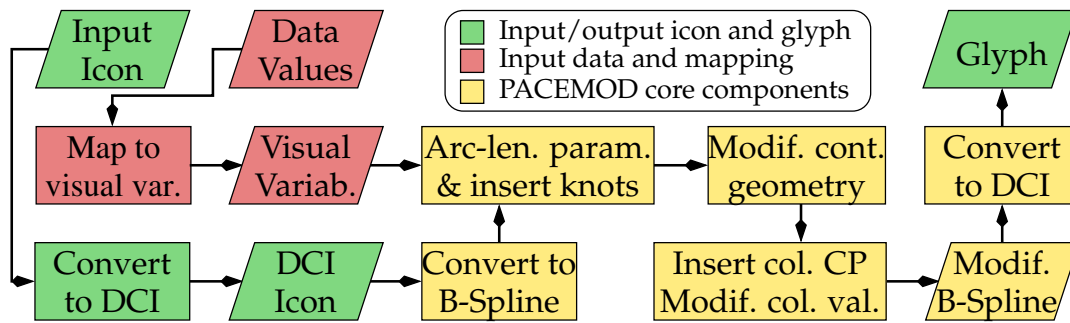 Input
Icon
Data
Values
Input/output icon and glyph
Input data and mapping
PACEMOD core components
Glyph
Map to
visual var.
Visual
Variab.
Arc-len. param.
& insert knots
Modif. cont.
geometry
Convert
to DCI
Convert
to DCI
DCI
Icon
Convert to
B-Spline
Insert col. CP
Modif. col. val.
Modif.
B-Spline